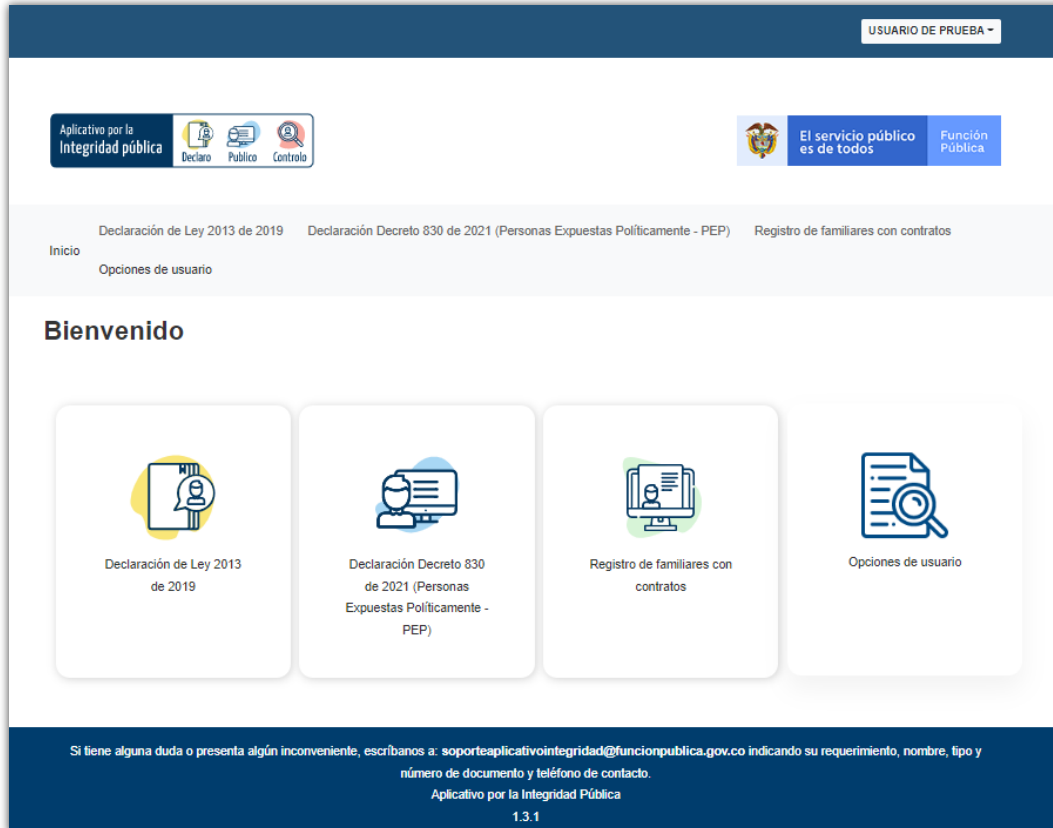 USUARIO DE PRUEBA
Aplicativo por la
Integridad pública
Declaro Publico Controlo
El servicio público
es de todos
Función
Pública
Inicio
Declaración de Ley 2013 de 2019 Declaración Decreto 830 de 2021 (Personas Expuestas Políticamente - PEP) Registro de familiares con contratos
Opciones de usuario
Bienvenido
Declaración de Ley 2013
de 2019
Declaración Decreto 830
de 2021 (Personas
Expuestas Políticamente -
PEP)
Registro de familiares con
contratos
Opciones de usuario
Si tiene alguna duda o presenta algún inconveniente, escríbanos a: soporteaplicativointegridad@funcionpublica.gov.co indicando su requerimiento, nombre, tipo y
número de documento y teléfono de contacto.
Aplicativo por la Integridad Pública
1.3.1